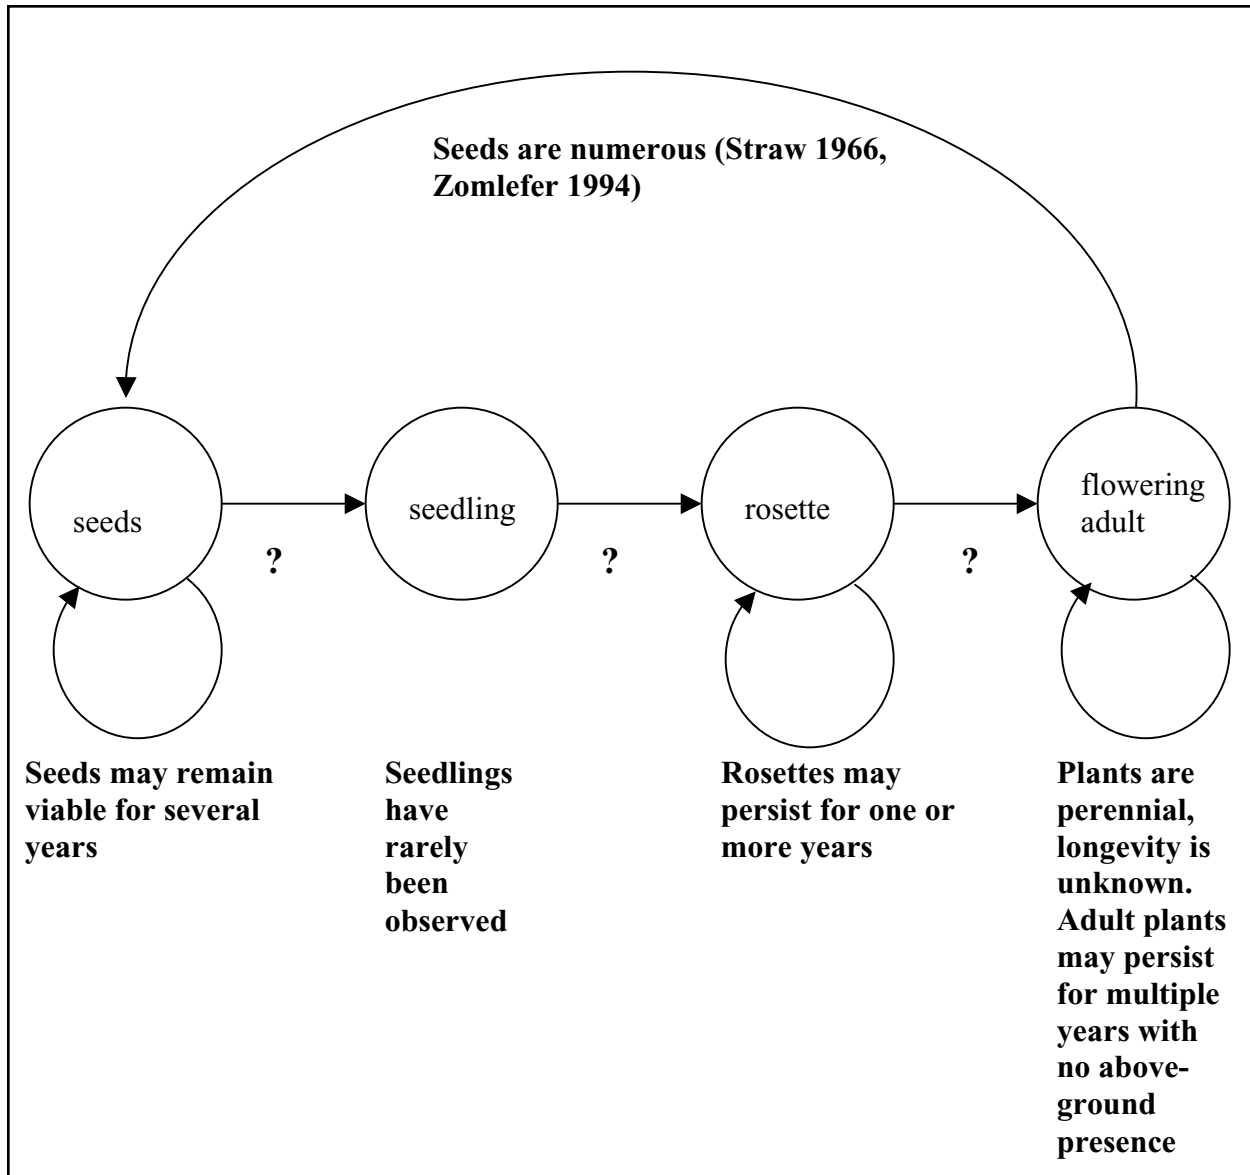 Seeds are numerous (Straw 1966,
Zomlefer 1994)
seeds
seedling
rosette
flowering
adult
?
?
?
Seeds may remain
viable for several
years
Seedlings
have
rarely
been
observed
Rosettes may
persist for one or
more years
Plants are
perennial,
longevity is
unknown.
Adult plants
may persist
for multiple
years with
no above-
ground
presence